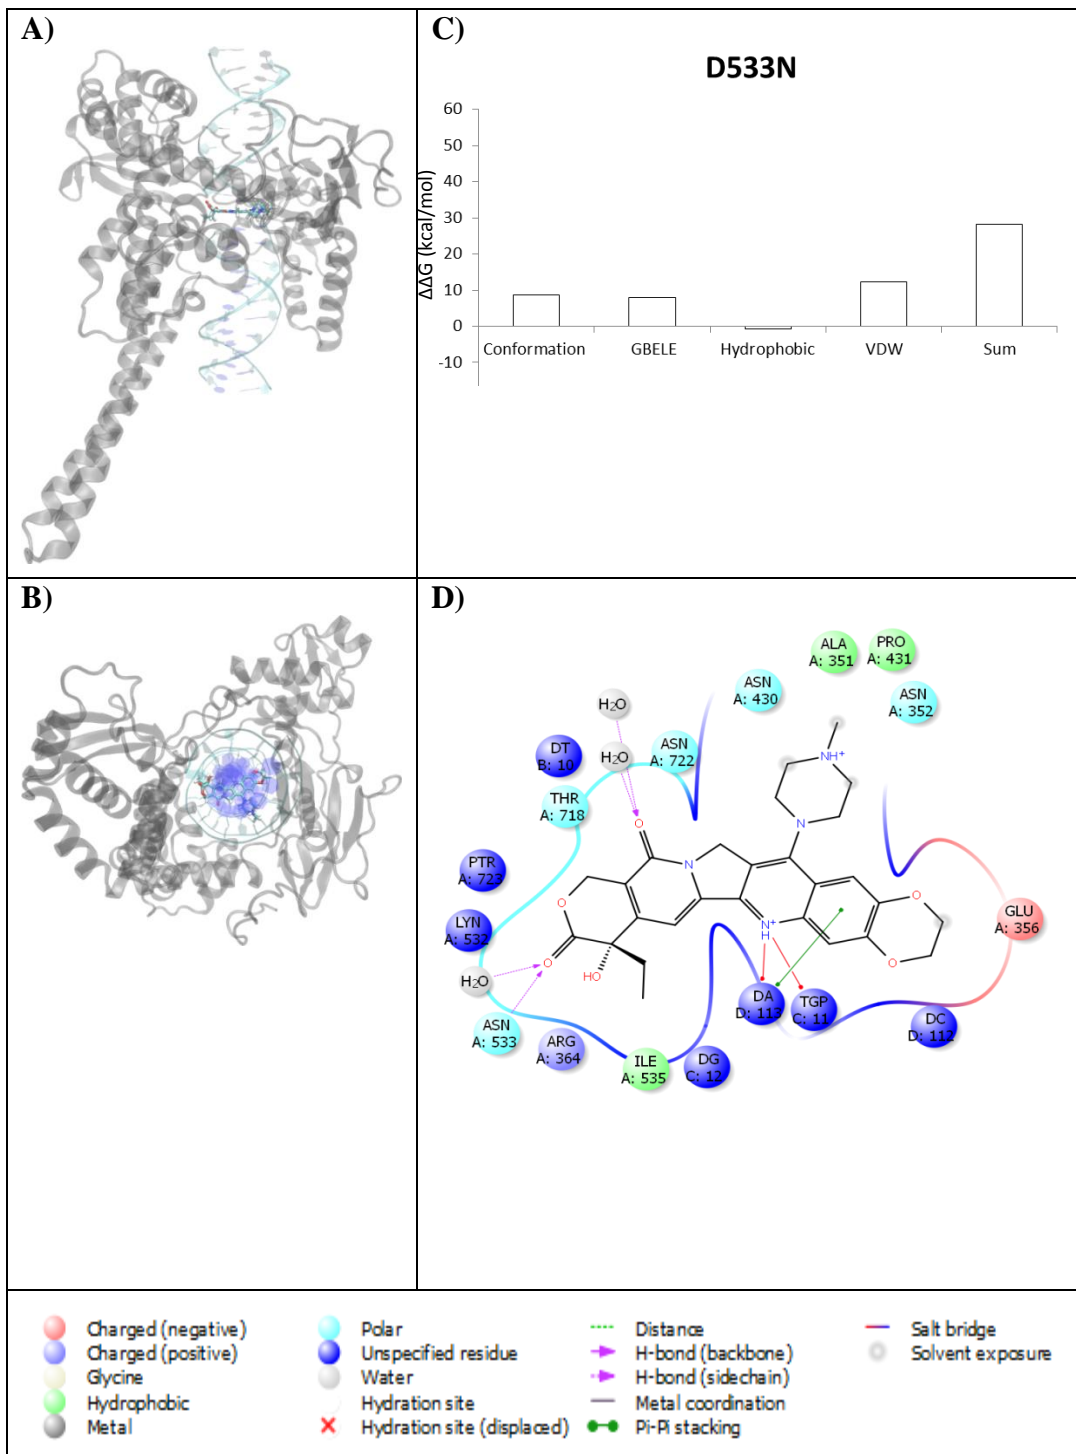 A)
C)
D533N
ΔΔG (kcal/mol)
60
50
40
30
20
10
0
-10
Conformation GBELE Hydrophobic VDW Sum
B)
D)
ALA
A: 351
PRO
A: 431
ASN
A: 430
ASN
A: 352
H₂O
DT
B: 10
H₂O
ASN
A: 722
THR
A: 718
NH⁺
N
O
N
PTR
A: 723
O
O
GLU
A: 356
LYN
A: 532
O
N⁺
H
O
H₂O
HO
DA
D: 113
TGP
C: 11
DC
D: 112
ASN
A: 533
ARG
A: 364
ILE
A: 535
DG
C: 12
Charged (negative)
Charged (positive)
Glycine
Hydrophobic
Metal
Polar
Unspecified residue
Water
Hydration site
Hydration site (displaced)
Distance
H-bond (backbone)
H-bond (sidechain)
Metal coordination
Pi-Pi stacking
Salt bridge
Solvent exposure